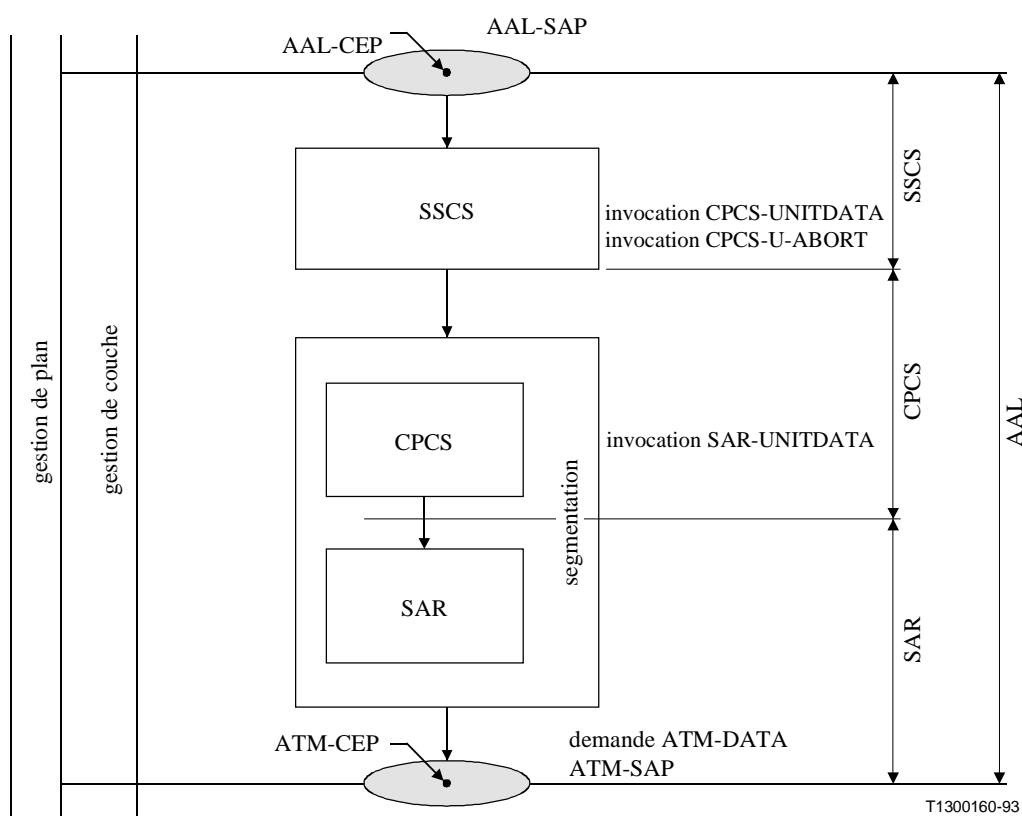 AAL-SAP
AAL-CEP
SSCS
invocation CPCS-UNITDATA
invocation CPCS-U-ABORT
SSCS
gestion de plan
gestion de couche
CPCS
invocation SAR-UNITDATA
CPCS
AAL
segmentation
SAR
SAR
ATM-CEP
demande ATM-DATA
ATM-SAP
T1300160-93